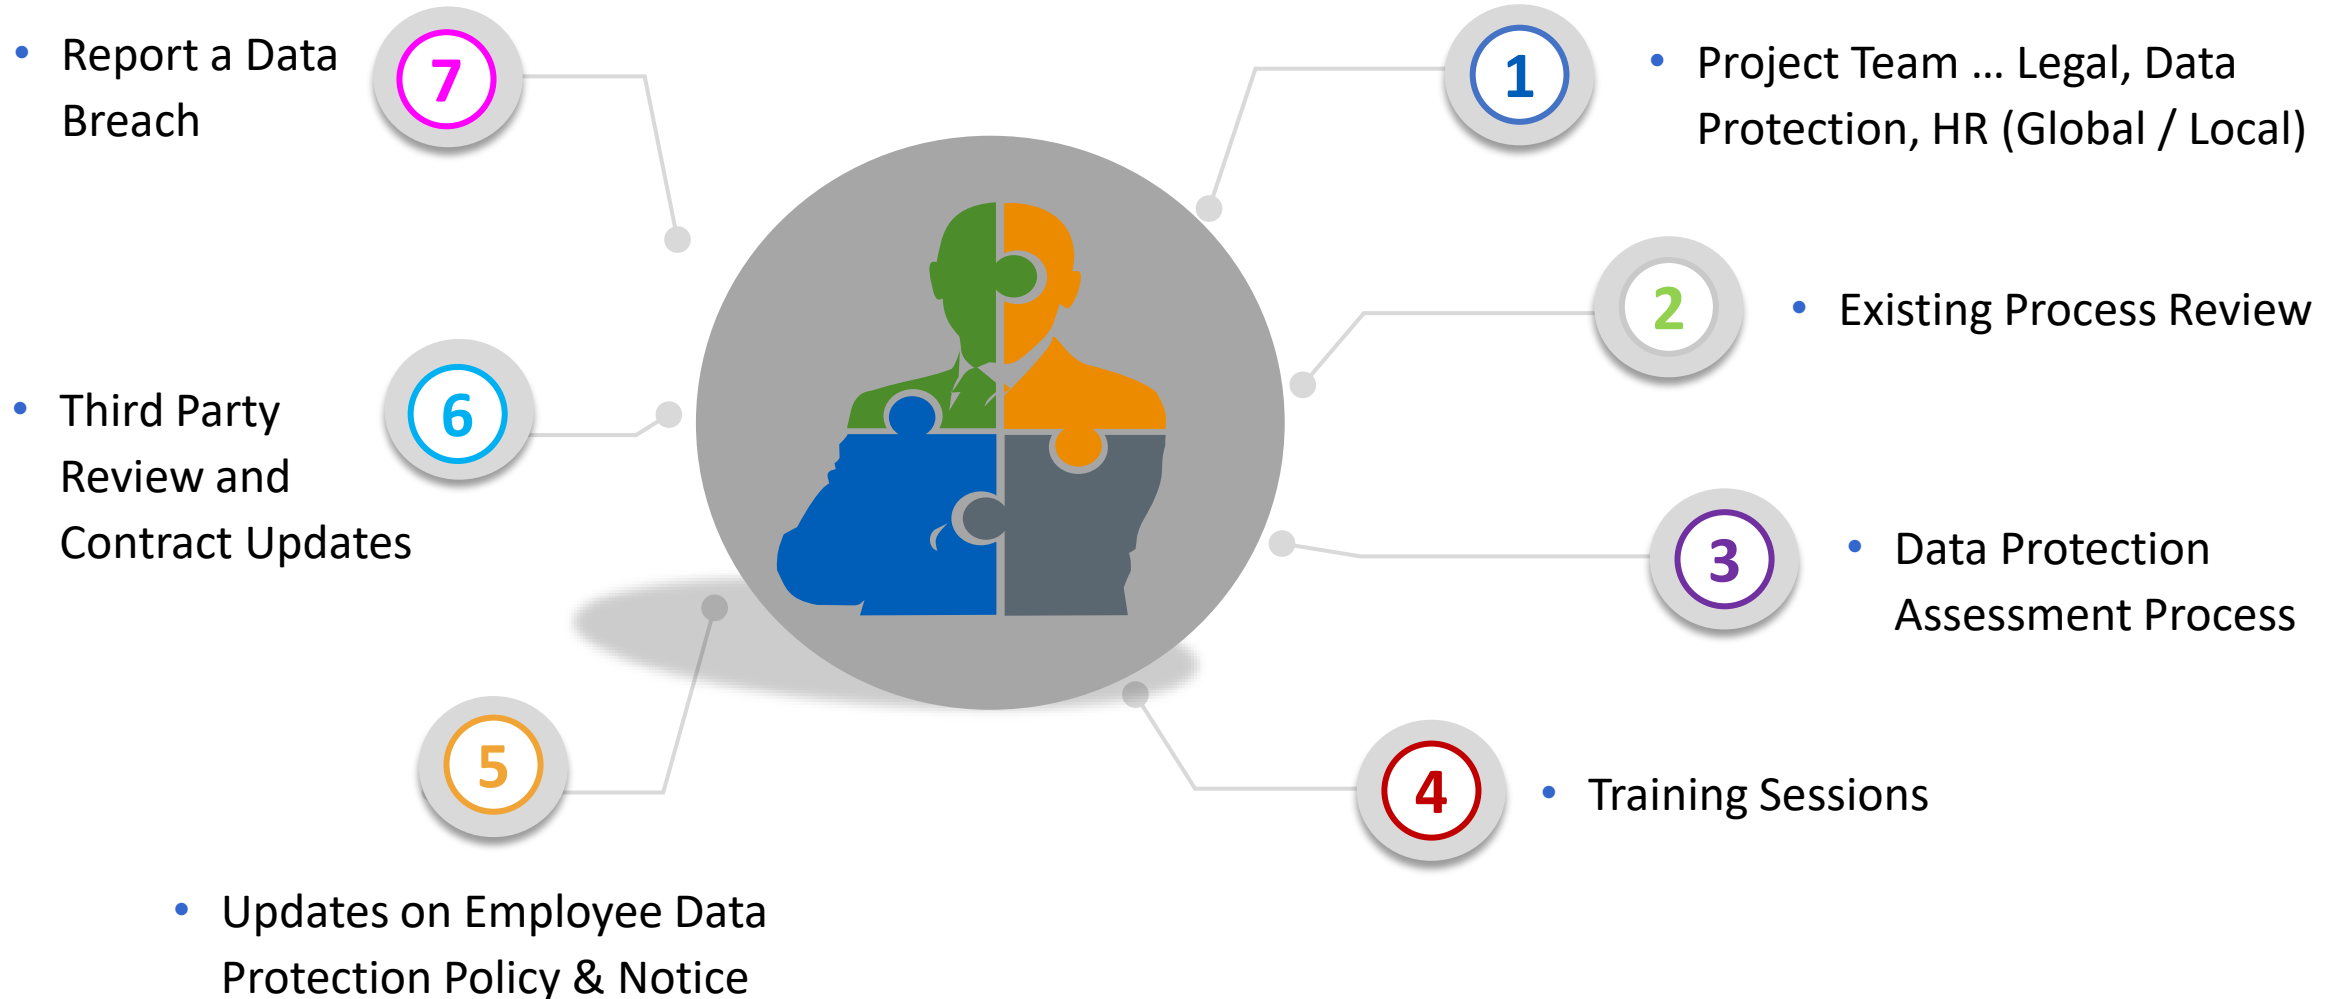 1
• Project Team … Legal, Data
Protection, HR (Global / Local)
2
• Existing Process Review
3
• Data Protection
Assessment Process
4
• Training Sessions
5
• Updates on Employee Data
Protection Policy & Notice
6
• Third Party
Review and
Contract Updates
7
• Report a Data
Breach